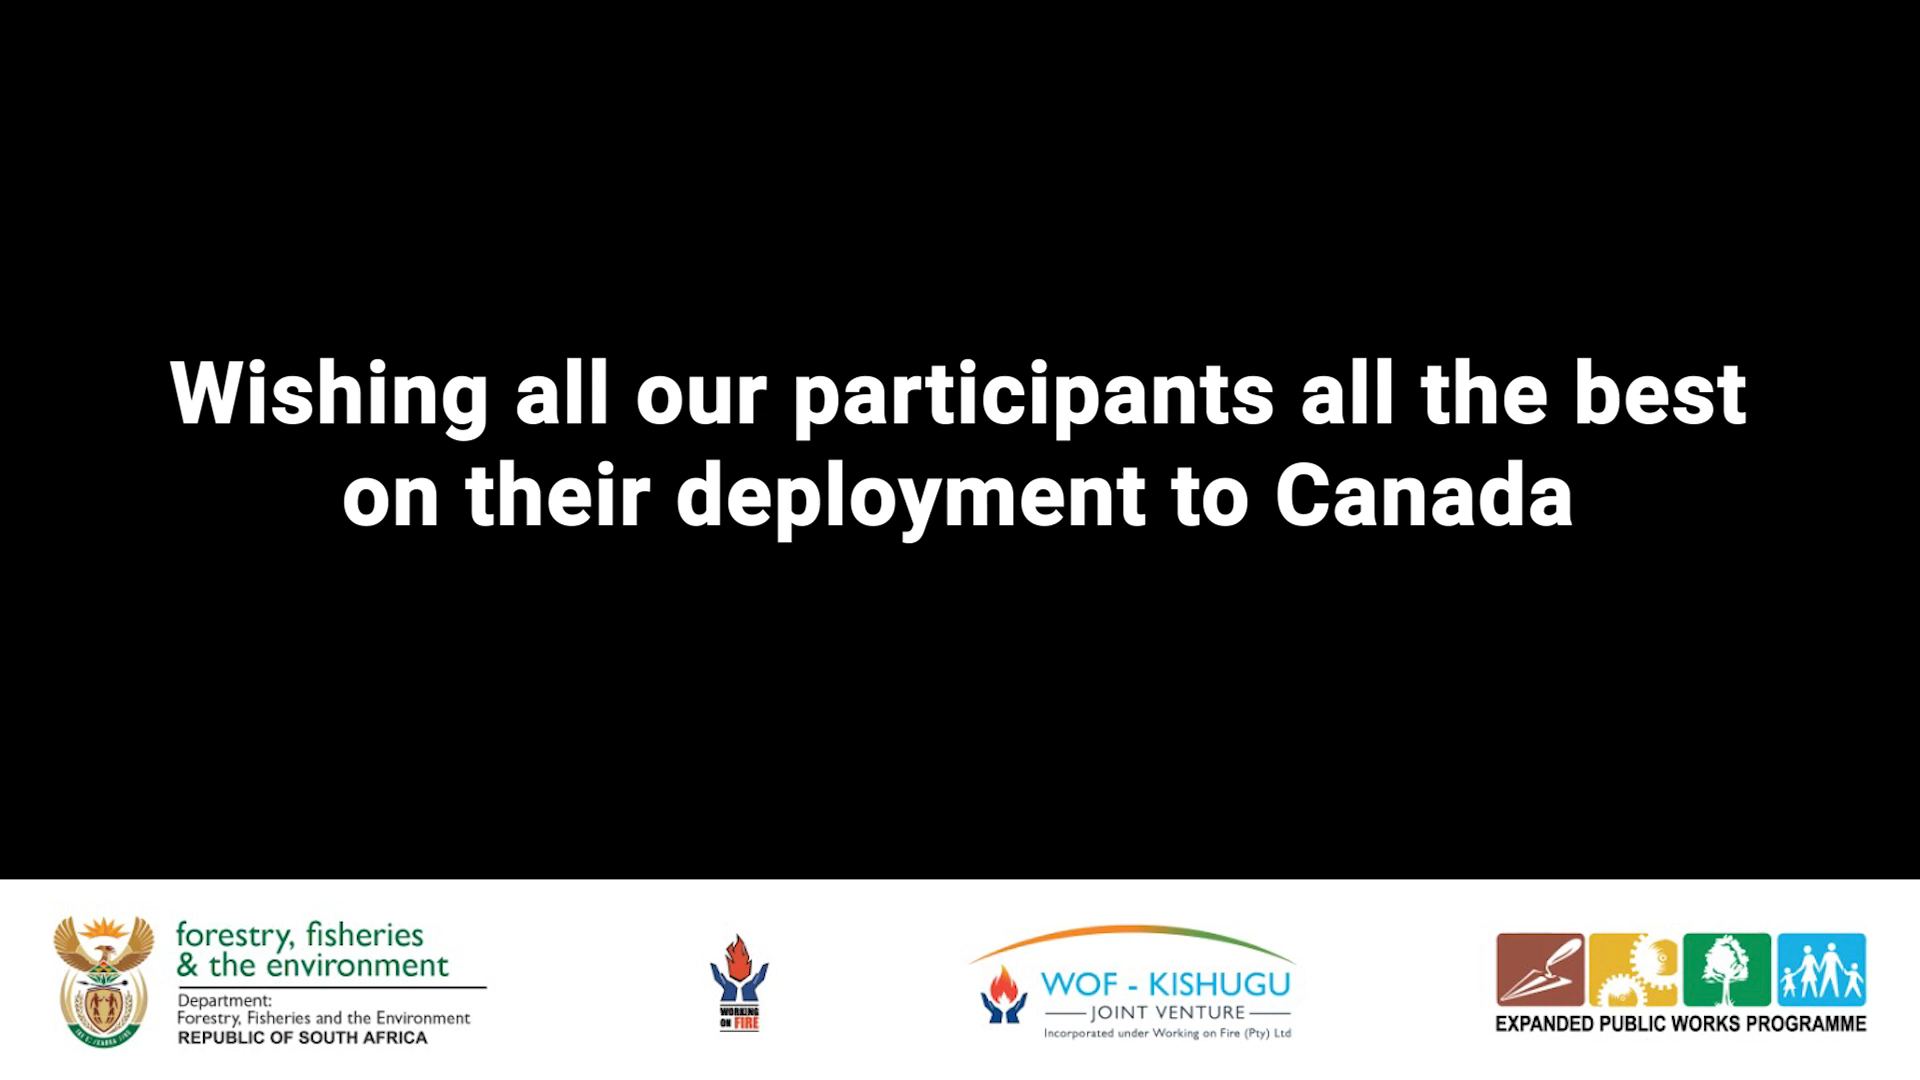 Wishing all our participants all the best
on their deployment to Canada
forestry, fisheries
& the environment
Department:
Forestry, Fisheries and the Environment
REPUBLIC OF SOUTH AFRICA
WORKING
ON FIRE
WOF - KISHUGU
JOINT VENTURE
Incorporated under Working on Fire (Pty) Ltd
EXPANDED PUBLIC WORKS PROGRAMME